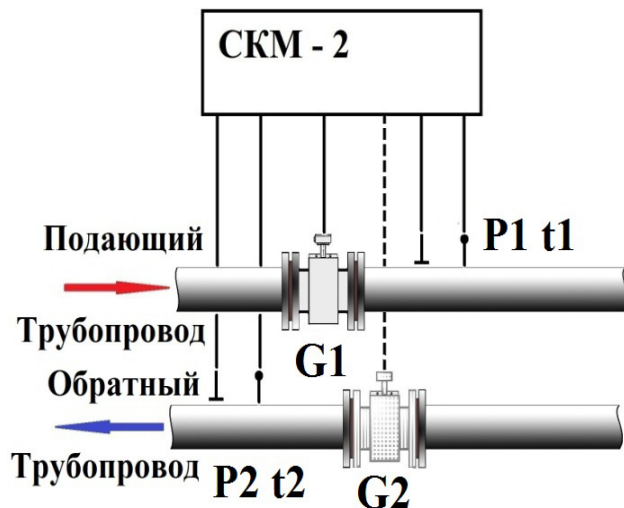 СКМ - 2
Подающий
P1 t1
Трубопровод
G1
Обратный
Трубопровод
P2 t2
G2